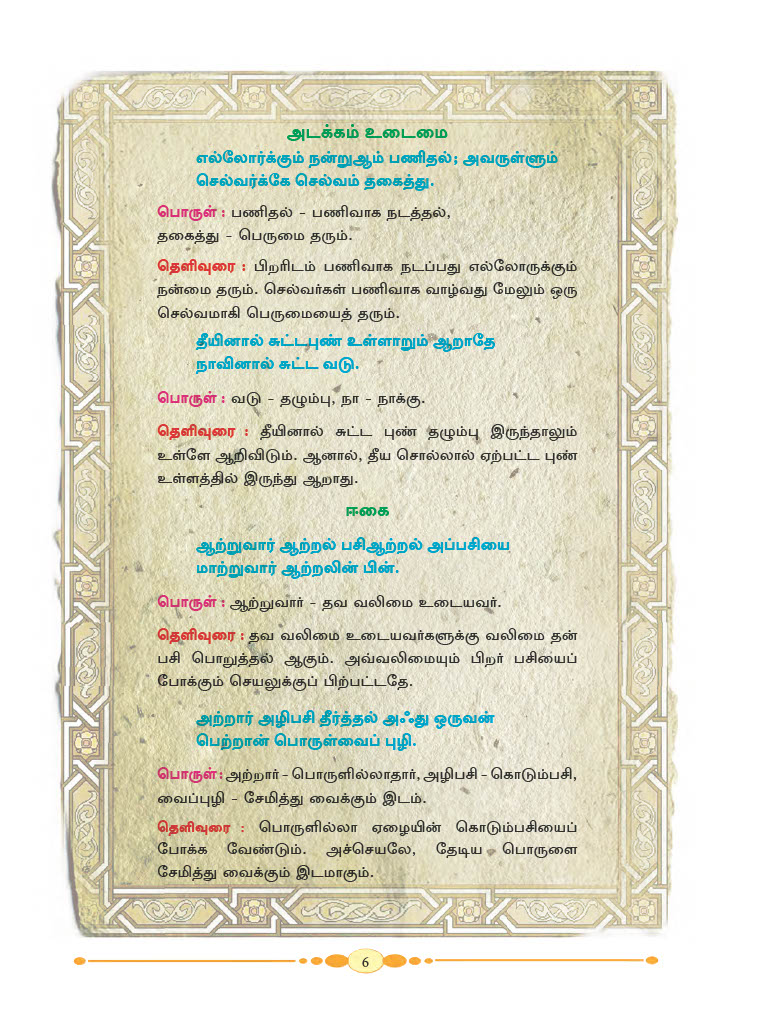 அடக்கம் உடைமை
எல்லோர்க்கும் நன்றுஆம் பணிதல்; அவருள்ளும்
செல்வர்க்கே செல்வம் தகைத்து.
பொருள் : பணிதல் – பணிவாக நடத்தல்,
தகைத்து – பெருமை தரும்.
தெளிவுரை : பிறரிடம் பணிவாக நடப்பது எல்லோருக்கும்
நன்மை தரும். செல்வர்கள் பணிவாக வாழ்வது மேலும் ஒரு
செல்வமாகி பெருமையைத் தரும்.
தீயினால் சுட்டபுண் உள்ளாறும் ஆறாதே
நாவினால் சுட்ட வடு.
பொருள் : வடு – தழும்பு, நா – நாக்கு.
தெளிவுரை : தீயினால் சுட்ட புண் தழும்பு இருந்தாலும்
உள்ளே ஆறிவிடும். ஆனால், தீய சொல்லால் ஏற்பட்ட புண்
உள்ளத்தில் இருந்து ஆறாது.
ஈகை
ஆற்றுவார் ஆற்றல் பசிஆற்றல் அப்பசியை
மாற்றுவார் ஆற்றலின் பின்.
பொருள் : ஆற்றுவார் – தவ வலிமை உடையவர்.
தெளிவுரை : தவ வலிமை உடையவர்களுக்கு வலிமை தன்
பசி பொறுத்தல் ஆகும். அவ்வலிமையும் பிறர் பசியைப்
போக்கும் செயலுக்குப் பிற்பட்டதே.
அற்றார் அழிபசி தீர்த்தல் அஃது ஒருவன்
பெற்றான் பொருள்வைப் புழி.
பொருள் : அற்றார் – பொருளில்லாதார், அழிபசி – கொடும்பசி,
வைப்புழி – சேமித்து வைக்கும் இடம்.
தெளிவுரை : பொருளில்லா ஏழையின் கொடும்பசியைப்
போக்க வேண்டும். அச்செயலே, தேடிய பொருளை
சேமித்து வைக்கும் இடமாகும்.
6